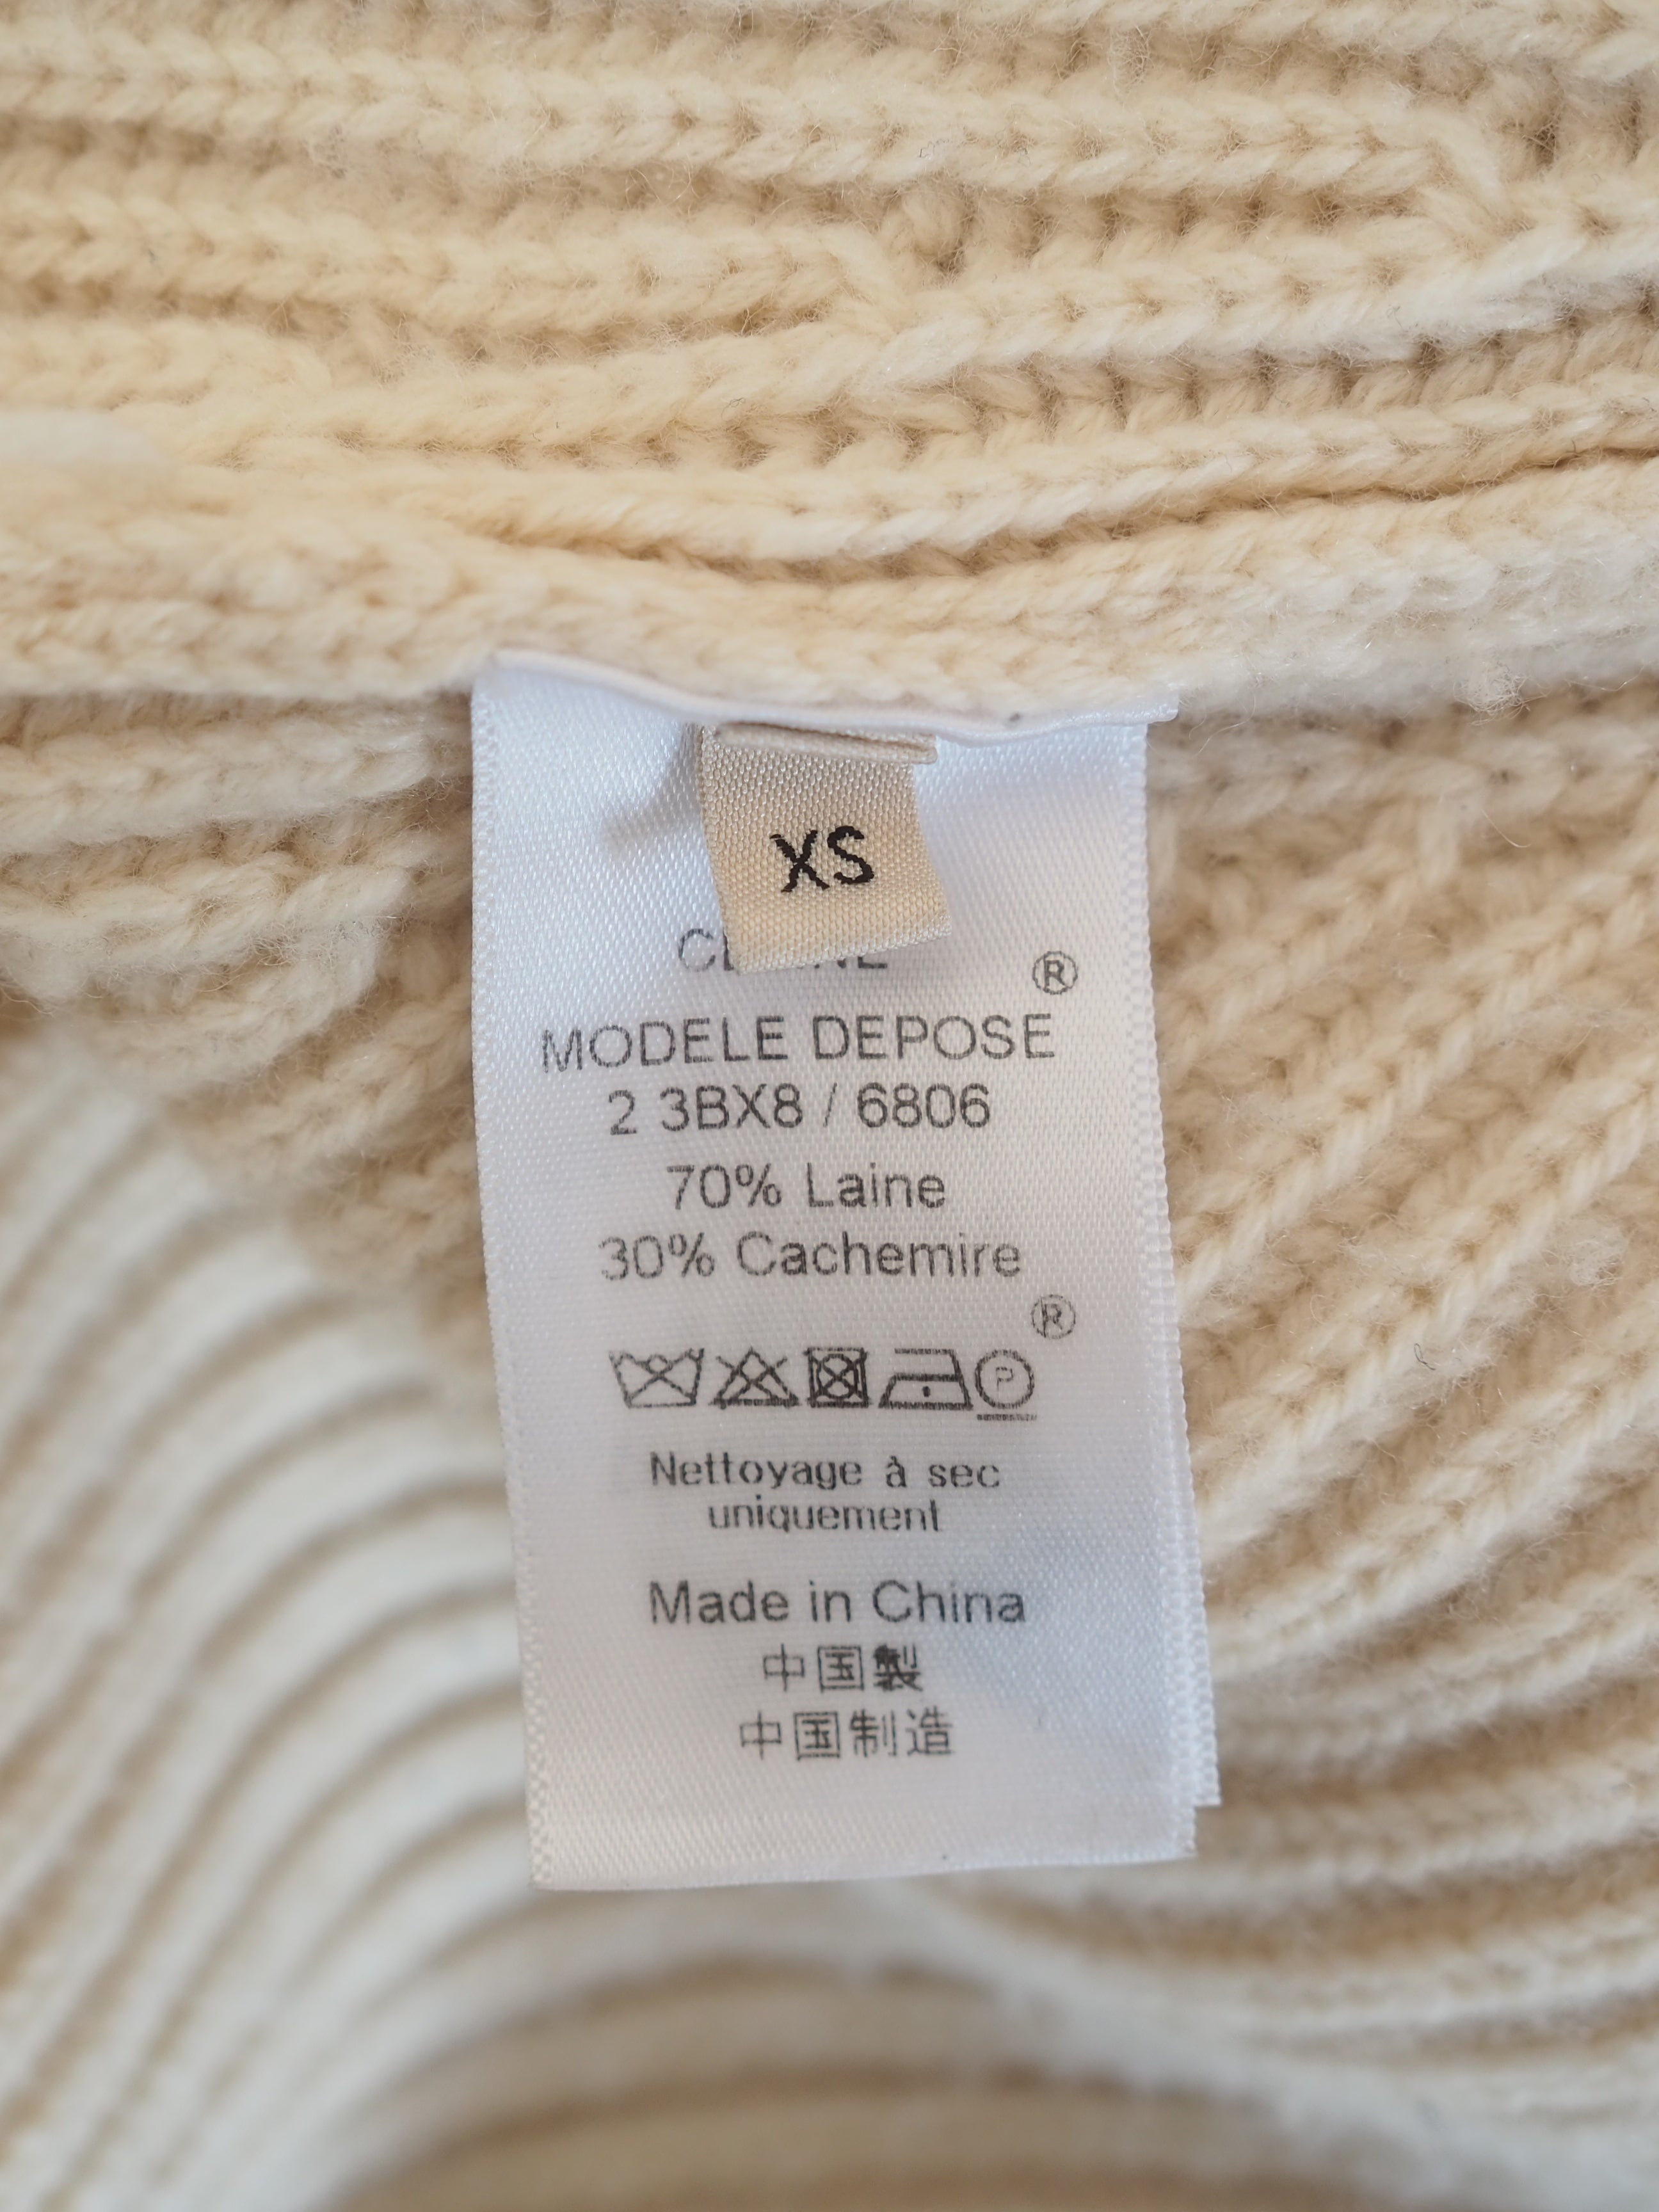 XS
®
MODELE DEPOSE
2 3BX8 / 6806
70% Laine
30% Cachemire
®
P
Nettoyage à sec
uniquement
Made in China
中国製
中国制造